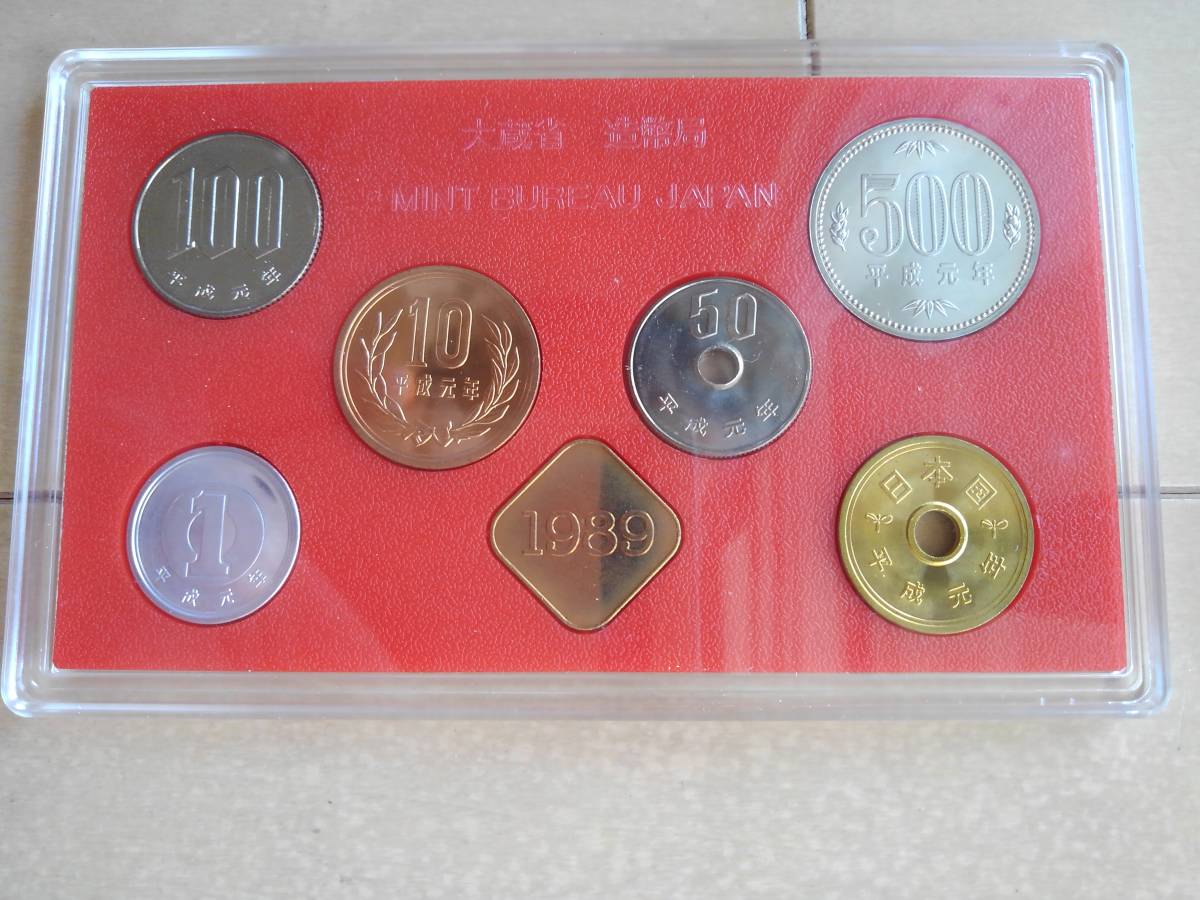 大蔵省 造幣局
MINT BUREAU JAPAN
100
平成元年
500
平成元年
10
平成元年
50
平成元年
1
平成元年
1989
日本国
平成元年